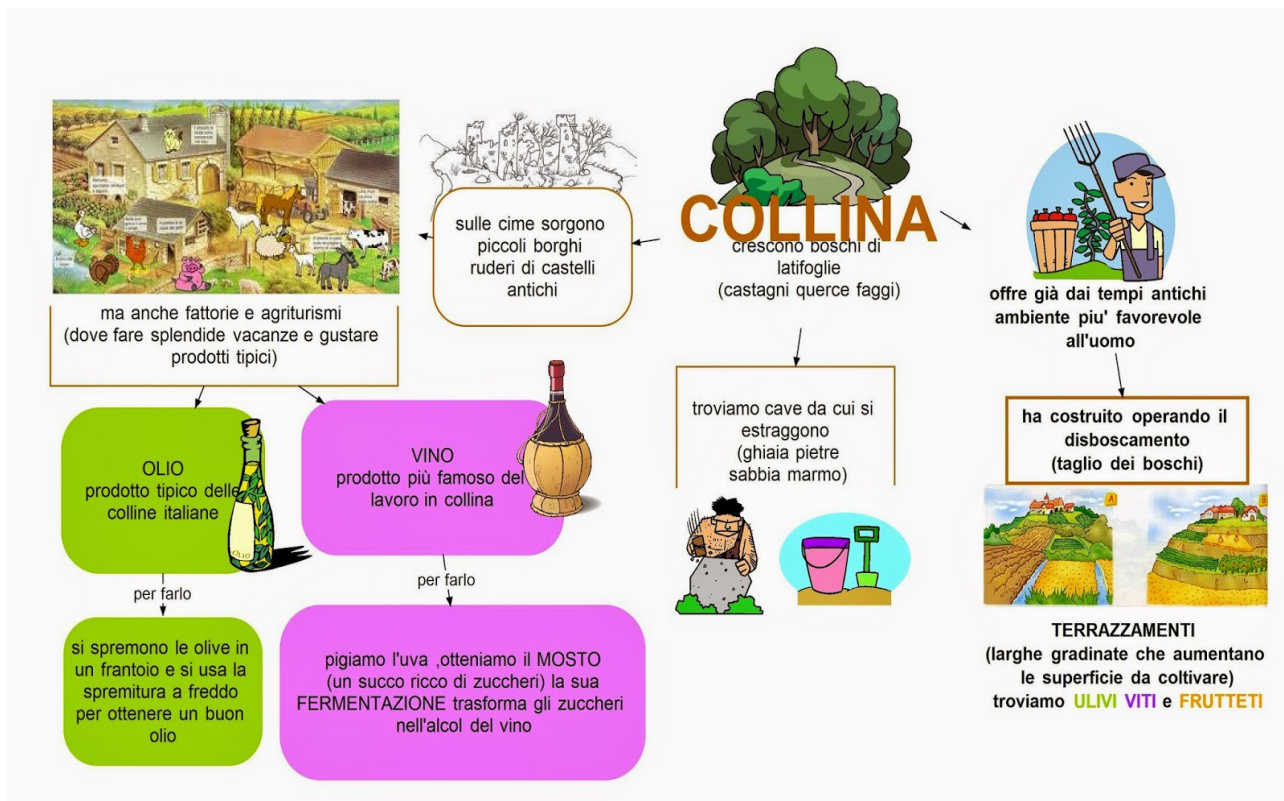 COLLINA
crescono boschi di
latifoglie
(castagni querce faggi)
sulle cime sorgono
piccoli borghi
ruderi di castelli
antichi
ma anche fattorie e agriturismi
(dove fare splendide vacanze e gustare
prodotti tipici)
OLIO
prodotto tipico delle
colline italiane
OLIO
per farlo
si spremono le olive in
un frantoio e si usa la
spremitura a freddo
per ottenere un buon
olio
VINO
prodotto più famoso del
lavoro in collina
per farlo
pigiamo l'uva ,otteniamo il MOSTO
(un succo ricco di zuccheri) la sua
FERMENTAZIONE trasforma gli zuccheri
nell'alcol del vino
troviamo cave da cui si
estraggono
(ghiaia pietre
sabbia marmo)
offre già dai tempi antichi
ambiente piu' favorevole
all'uomo
ha costruito operando il
disboscamento
(taglio dei boschi)
A
TERRAZZAMENTI
(larghe gradinate che aumentano
le superficie da coltivare)
troviamo ULIVI VITI e FRUTTETI